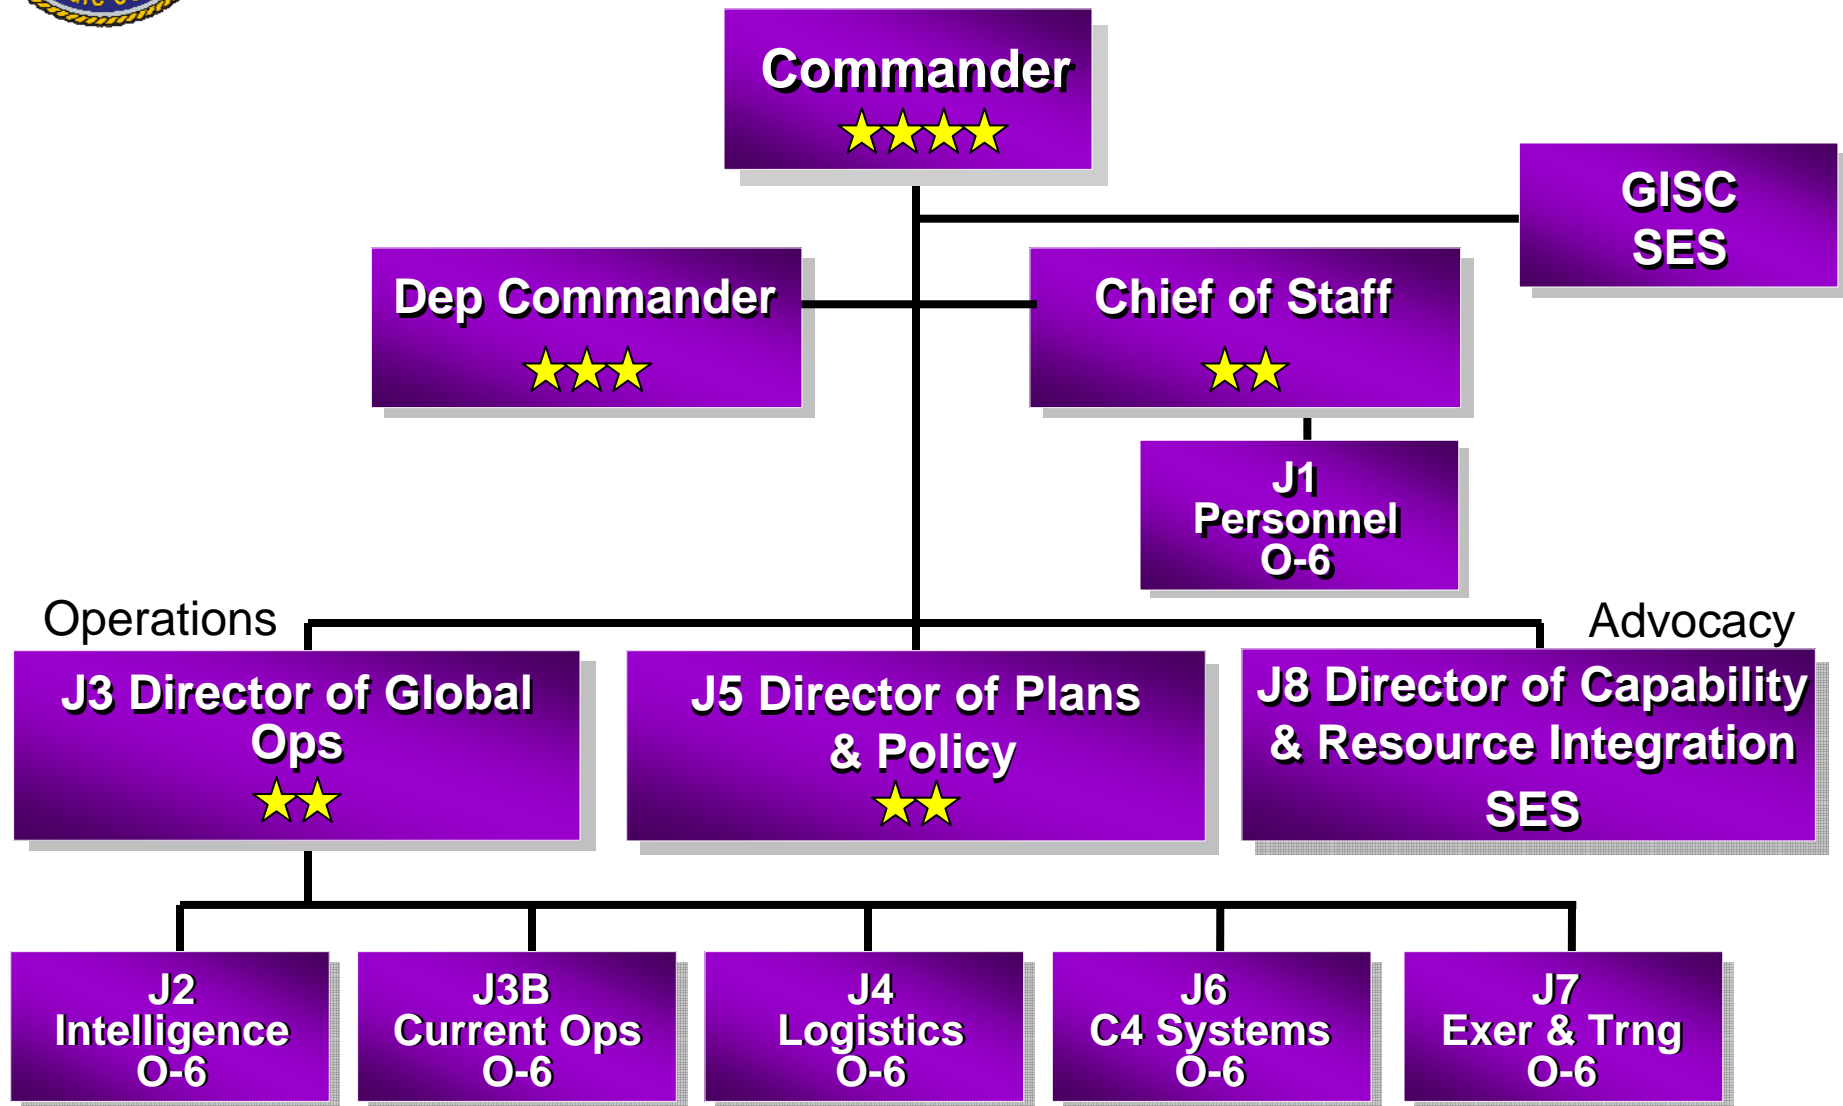 Commander
GISC
SES
Dep Commander
Chief of Staff
J1
Personnel
O-6
Operations
Advocacy
J3 Director of Global
Ops
J5 Director of Plans
& Policy
J8 Director of Capability
& Resource Integration
SES
J2
Intelligence
O-6
J3B
Current Ops
O-6
J4
Logistics
O-6
J6
C4 Systems
O-6
J7
Exer & Trng
O-6